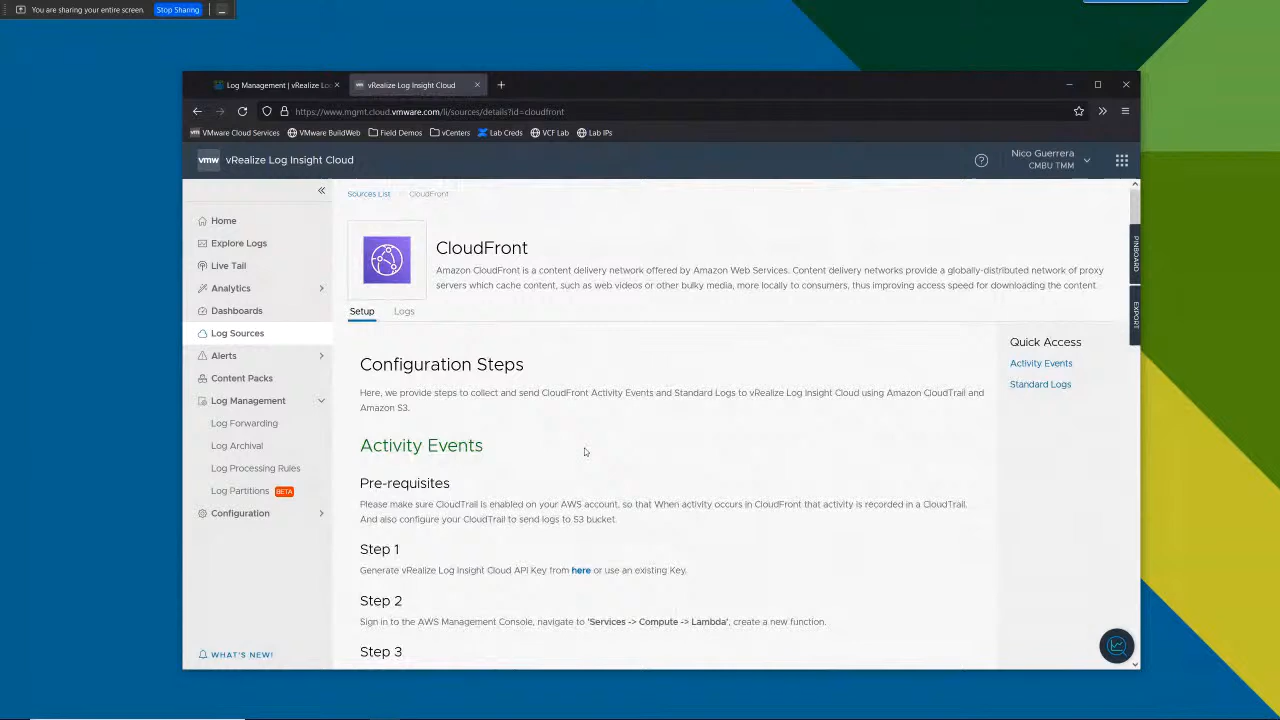 You are sharing your entire screen.
Stop Sharing
Log Management | vRealize Lo
vRealize Log Insight Cloud
https://www.mgmt.cloud.vmware.com/li/sources/details?id=cloudfront
VMware Cloud Services
VMware BuildWeb
Field Demos
vCenters
Lab Creds
VCF Lab
Lab IPs
vmw
vRealize Log Insight Cloud
Nico Guerrera
CMBU TMM
Home
Explore Logs
Live Tail
Analytics
Dashboards
Log Sources
Alerts
Content Packs
Log Management
Log Forwarding
Log Archival
Log Processing Rules
Log Partitions BETA
Configuration
WHAT'S NEW!
Sources List
CloudFront
CloudFront
Amazon CloudFront is a content delivery network offered by Amazon Web Services. Content delivery networks provide a globally-distributed network of proxy
servers which cache content, such as web videos or other bulky media, more locally to consumers, thus improving access speed for downloading the content.
Setup
Logs
Configuration Steps
Here, we provide steps to collect and send CloudFront Activity Events and Standard Logs to vRealize Log Insight Cloud using Amazon CloudTrail and
Amazon S3.
Activity Events
Pre-requisites
Please make sure CloudTrail is enabled on your AWS account, so that When activity occurs in CloudFront that activity is recorded in a CloudTrail.
And also configure your CloudTrail to send logs to S3 bucket.
Step 1
Generate vRealize Log Insight Cloud API Key from here or use an existing Key.
Step 2
Sign in to the AWS Management Console, navigate to 'Services -> Compute -> Lambda', create a new function.
Step 3
Quick Access
Activity Events
Standard Logs
PINBOARD
EXPORT